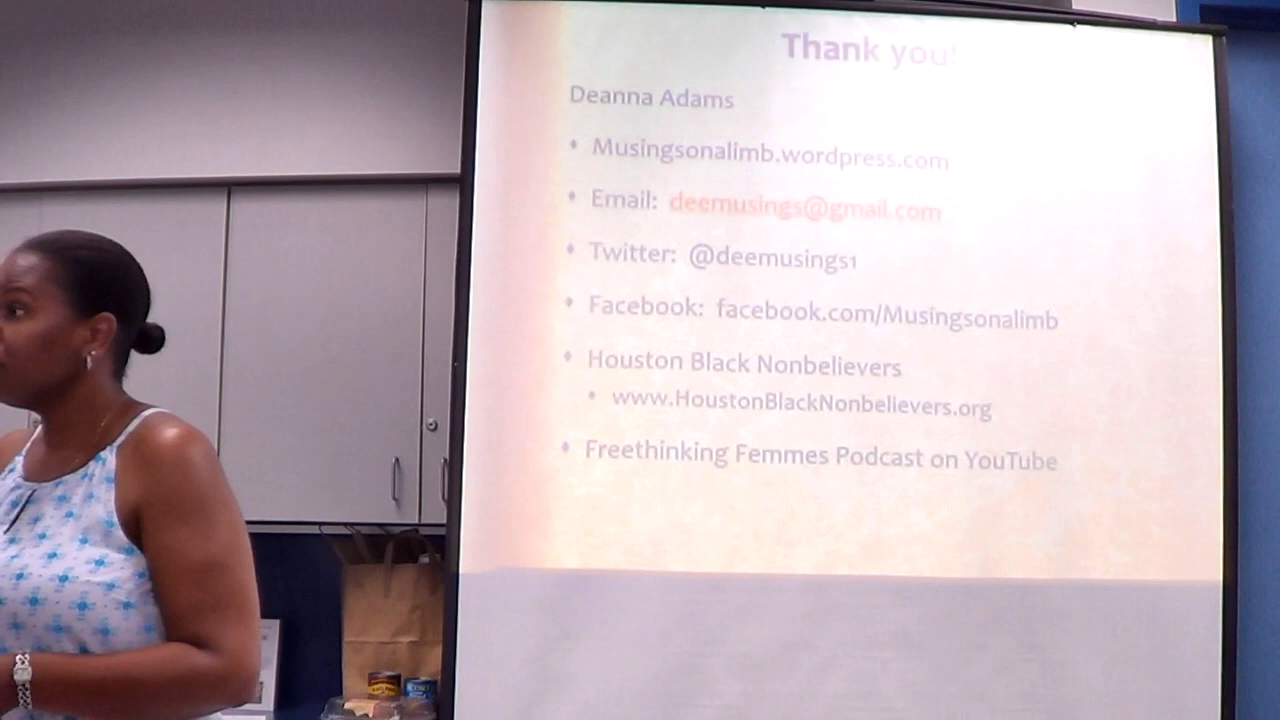 Thank you!
Deanna Adams
Musingsonalimb.wordpress.com
Email: deemusings@gmail.com
Twitter: @deemusings1
Facebook: facebook.com/Musingsonalimb
Houston Black Nonbelievers
www.HoustonBlackNonbelievers.org
Freethinking Femmes Podcast on YouTube